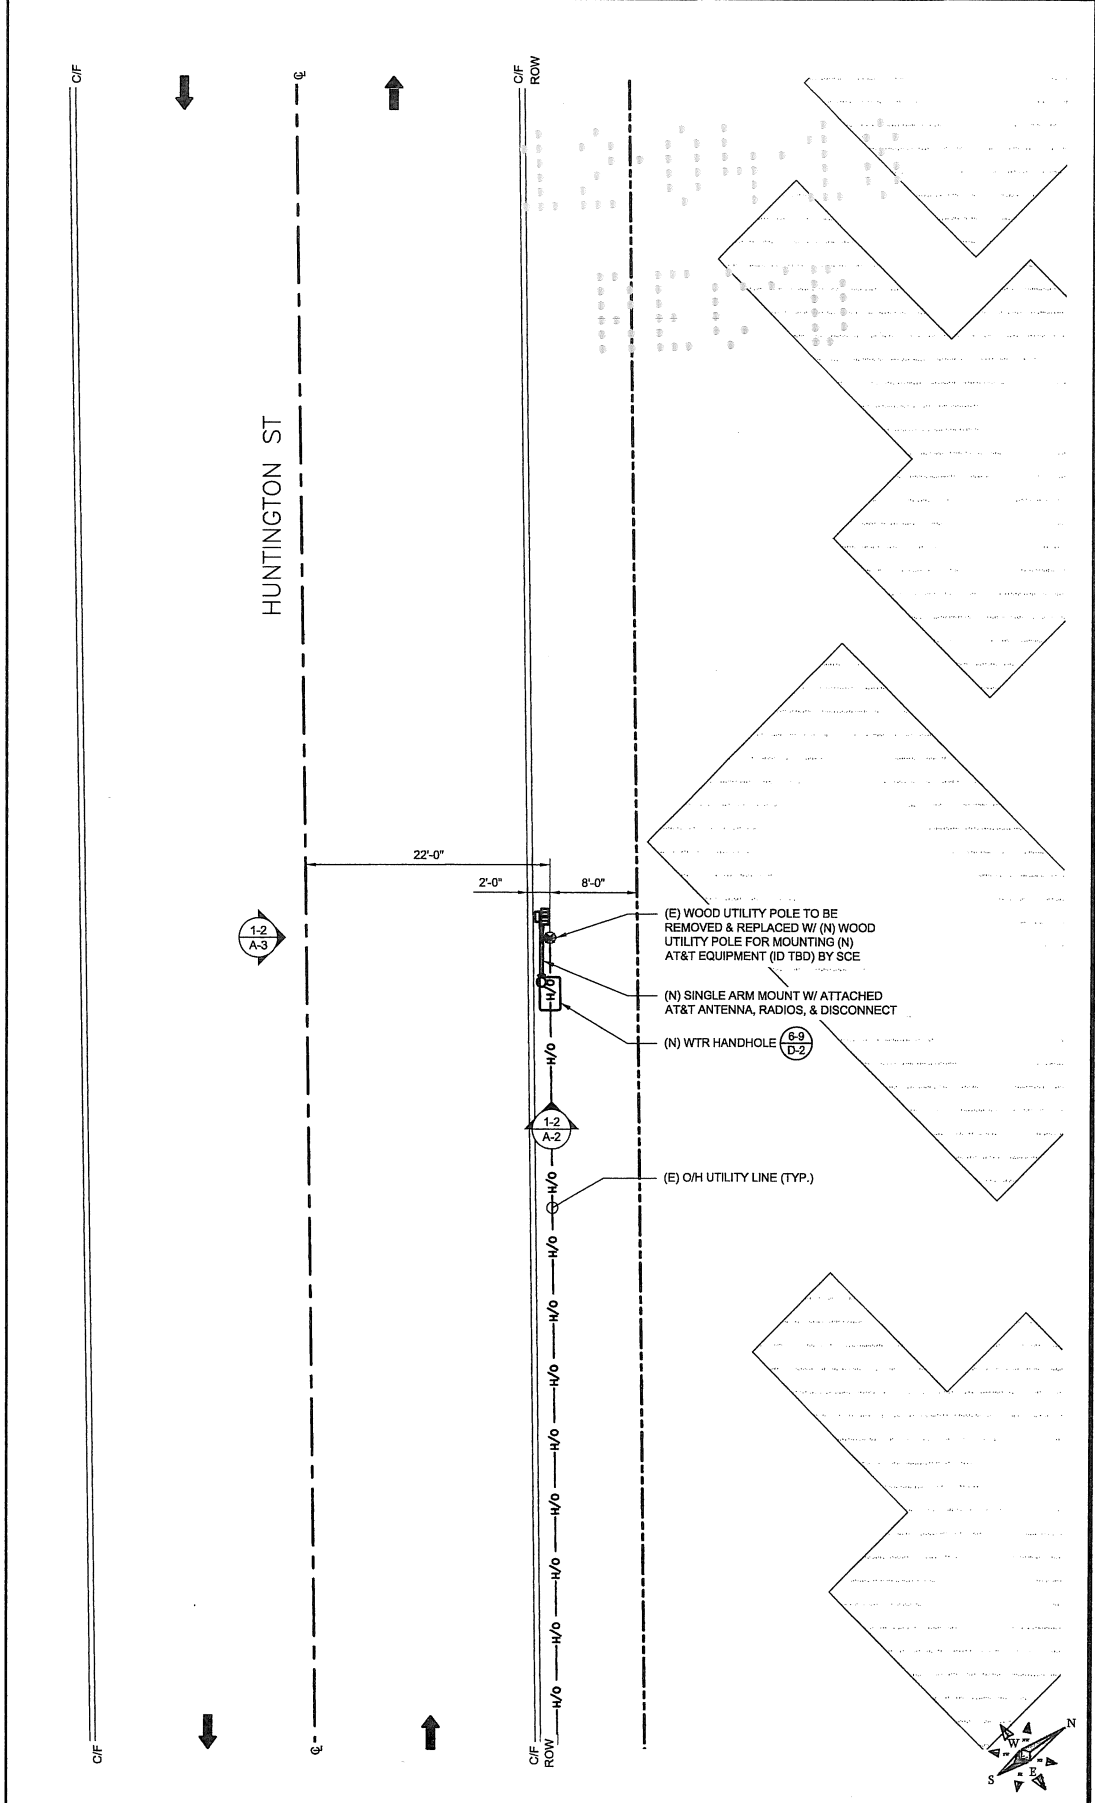 C/F
℄
C/F
ROW
HUNTINGTON ST
22'-0"
2'-0"
8'-0"
1-2
A-3
(E) WOOD UTILITY POLE TO BE
REMOVED & REPLACED W/ (N) WOOD
UTILITY POLE FOR MOUNTING (N)
AT&T EQUIPMENT (ID TBD) BY SCE
(N) SINGLE ARM MOUNT W/ ATTACHED
AT&T ANTENNA, RADIOS, & DISCONNECT
(N) WTR HANDHOLE
6-9
D-2
O/H
O/H
1-2
A-2
(E) O/H UTILITY LINE (TYP.)
O/H
O/H
O/H
O/H
O/H
O/H
O/H
O/H
O/H
C/F
℄
C/F
ROW
N
W
S
E